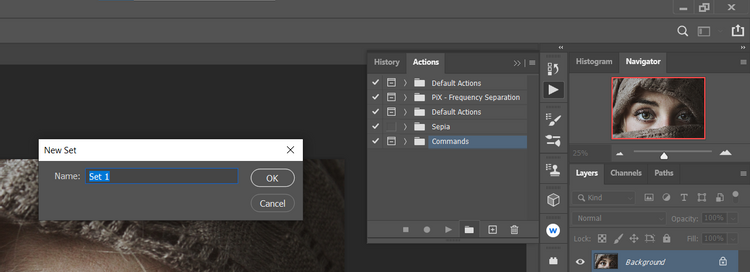 History
Actions
Histogram
Navigator
Default Actions
PiX - Frequency Separation
Default Actions
Sepia
Commands
New Set
Name:
Set 1
OK
Cancel
25%
Layers
Channels
Paths
Kind
Normal
Opacity:
100%
Lock:
Fill:
100%
Background